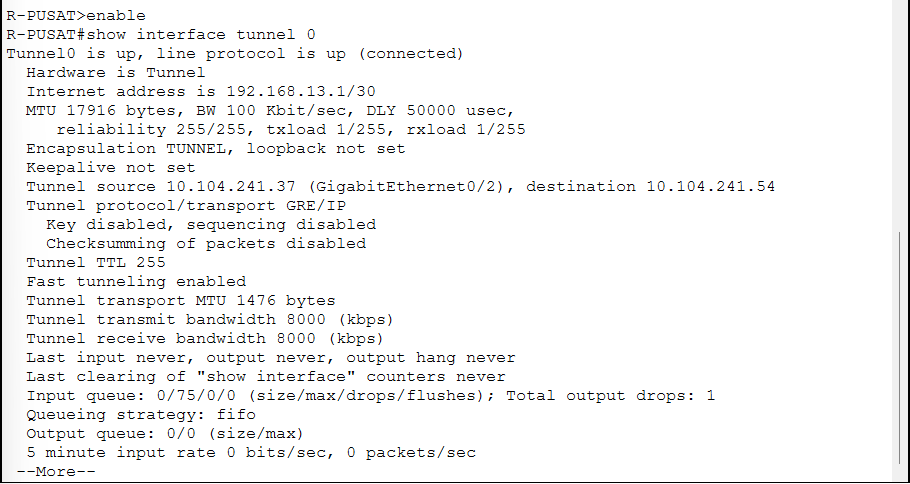 R-PUSAT>enable
R-PUSAT#show interface tunnel 0
Tunnel0 is up, line protocol is up (connected)
  Hardware is Tunnel
  Internet address is 192.168.13.1/30
  MTU 17916 bytes, BW 100 Kbit/sec, DLY 50000 usec,
     reliability 255/255, txload 1/255, rxload 1/255
  Encapsulation TUNNEL, loopback not set
  Keepalive not set
  Tunnel source 10.104.241.37 (GigabitEthernet0/2), destination 10.104.241.54
  Tunnel protocol/transport GRE/IP
    Key disabled, sequencing disabled
    Checksumming of packets disabled
  Tunnel TTL 255
  Fast tunneling enabled
  Tunnel transport MTU 1476 bytes
  Tunnel transmit bandwidth 8000 (kbps)
  Tunnel receive bandwidth 8000 (kbps)
  Last input never, output never, output hang never
  Last clearing of "show interface" counters never
  Input queue: 0/75/0/0 (size/max/drops/flushes); Total output drops: 1
  Queueing strategy: fifo
  Output queue: 0/0 (size/max)
  5 minute input rate 0 bits/sec, 0 packets/sec
 --More--